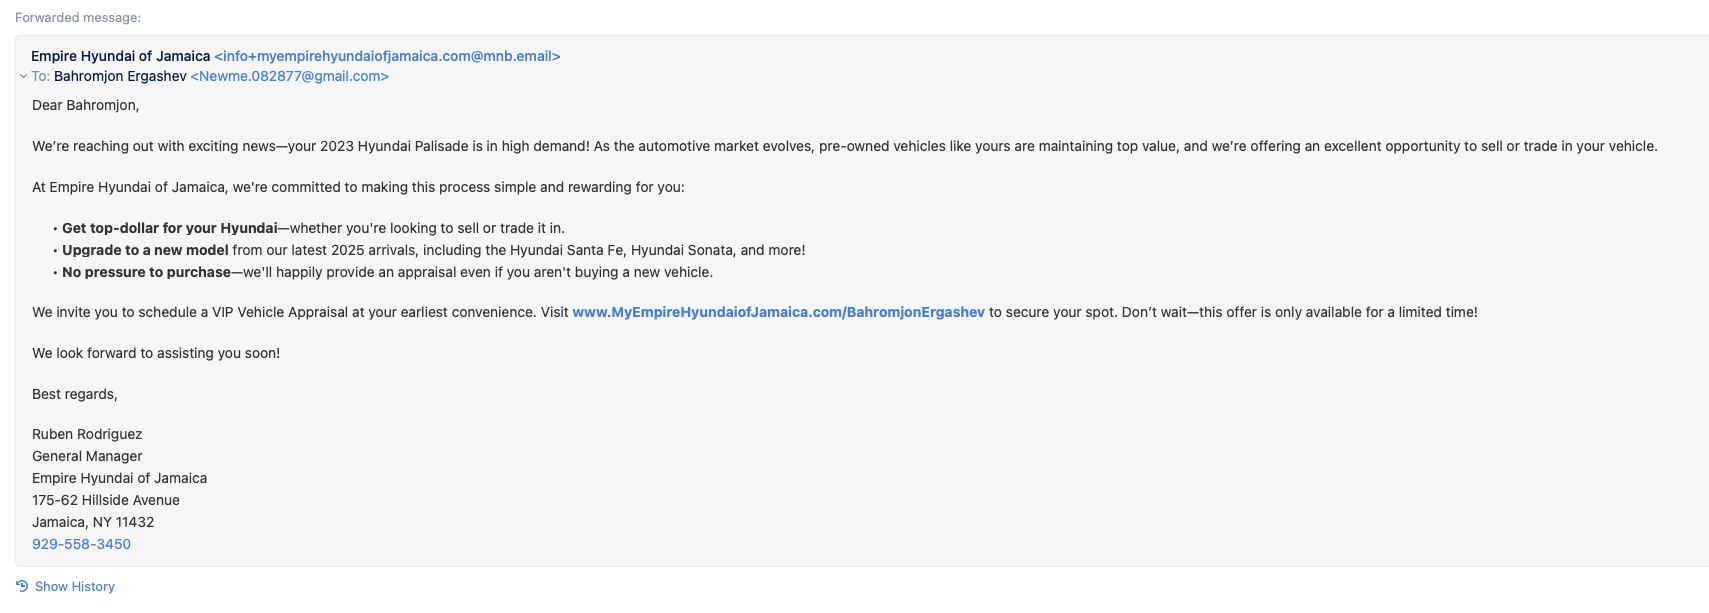 Forwarded message:
Empire Hyundai of Jamaica <info+myempirehyundaiofjamaica.com@mnb.email>
To: Bahromjon Ergashev <Newme.082877@gmail.com>
Dear Bahromjon,
We’re reaching out with exciting news—your 2023 Hyundai Palisade is in high demand! As the automotive market evolves, pre-owned vehicles like yours are maintaining top value, and we’re offering an excellent opportunity to sell or trade in your vehicle.
At Empire Hyundai of Jamaica, we're committed to making this process simple and rewarding for you:
• Get top-dollar for your Hyundai—whether you're looking to sell or trade it in.
• Upgrade to a new model from our latest 2025 arrivals, including the Hyundai Santa Fe, Hyundai Sonata, and more!
• No pressure to purchase—we'll happily provide an appraisal even if you aren't buying a new vehicle.
We invite you to schedule a VIP Vehicle Appraisal at your earliest convenience. Visit www.MyEmpireHyundaiofJamaica.com/BahromjonErgashev to secure your spot. Don’t wait—this offer is only available for a limited time!
We look forward to assisting you soon!
Best regards,
Ruben Rodriguez
General Manager
Empire Hyundai of Jamaica
175-62 Hillside Avenue
Jamaica, NY 11432
929-558-3450
Show History